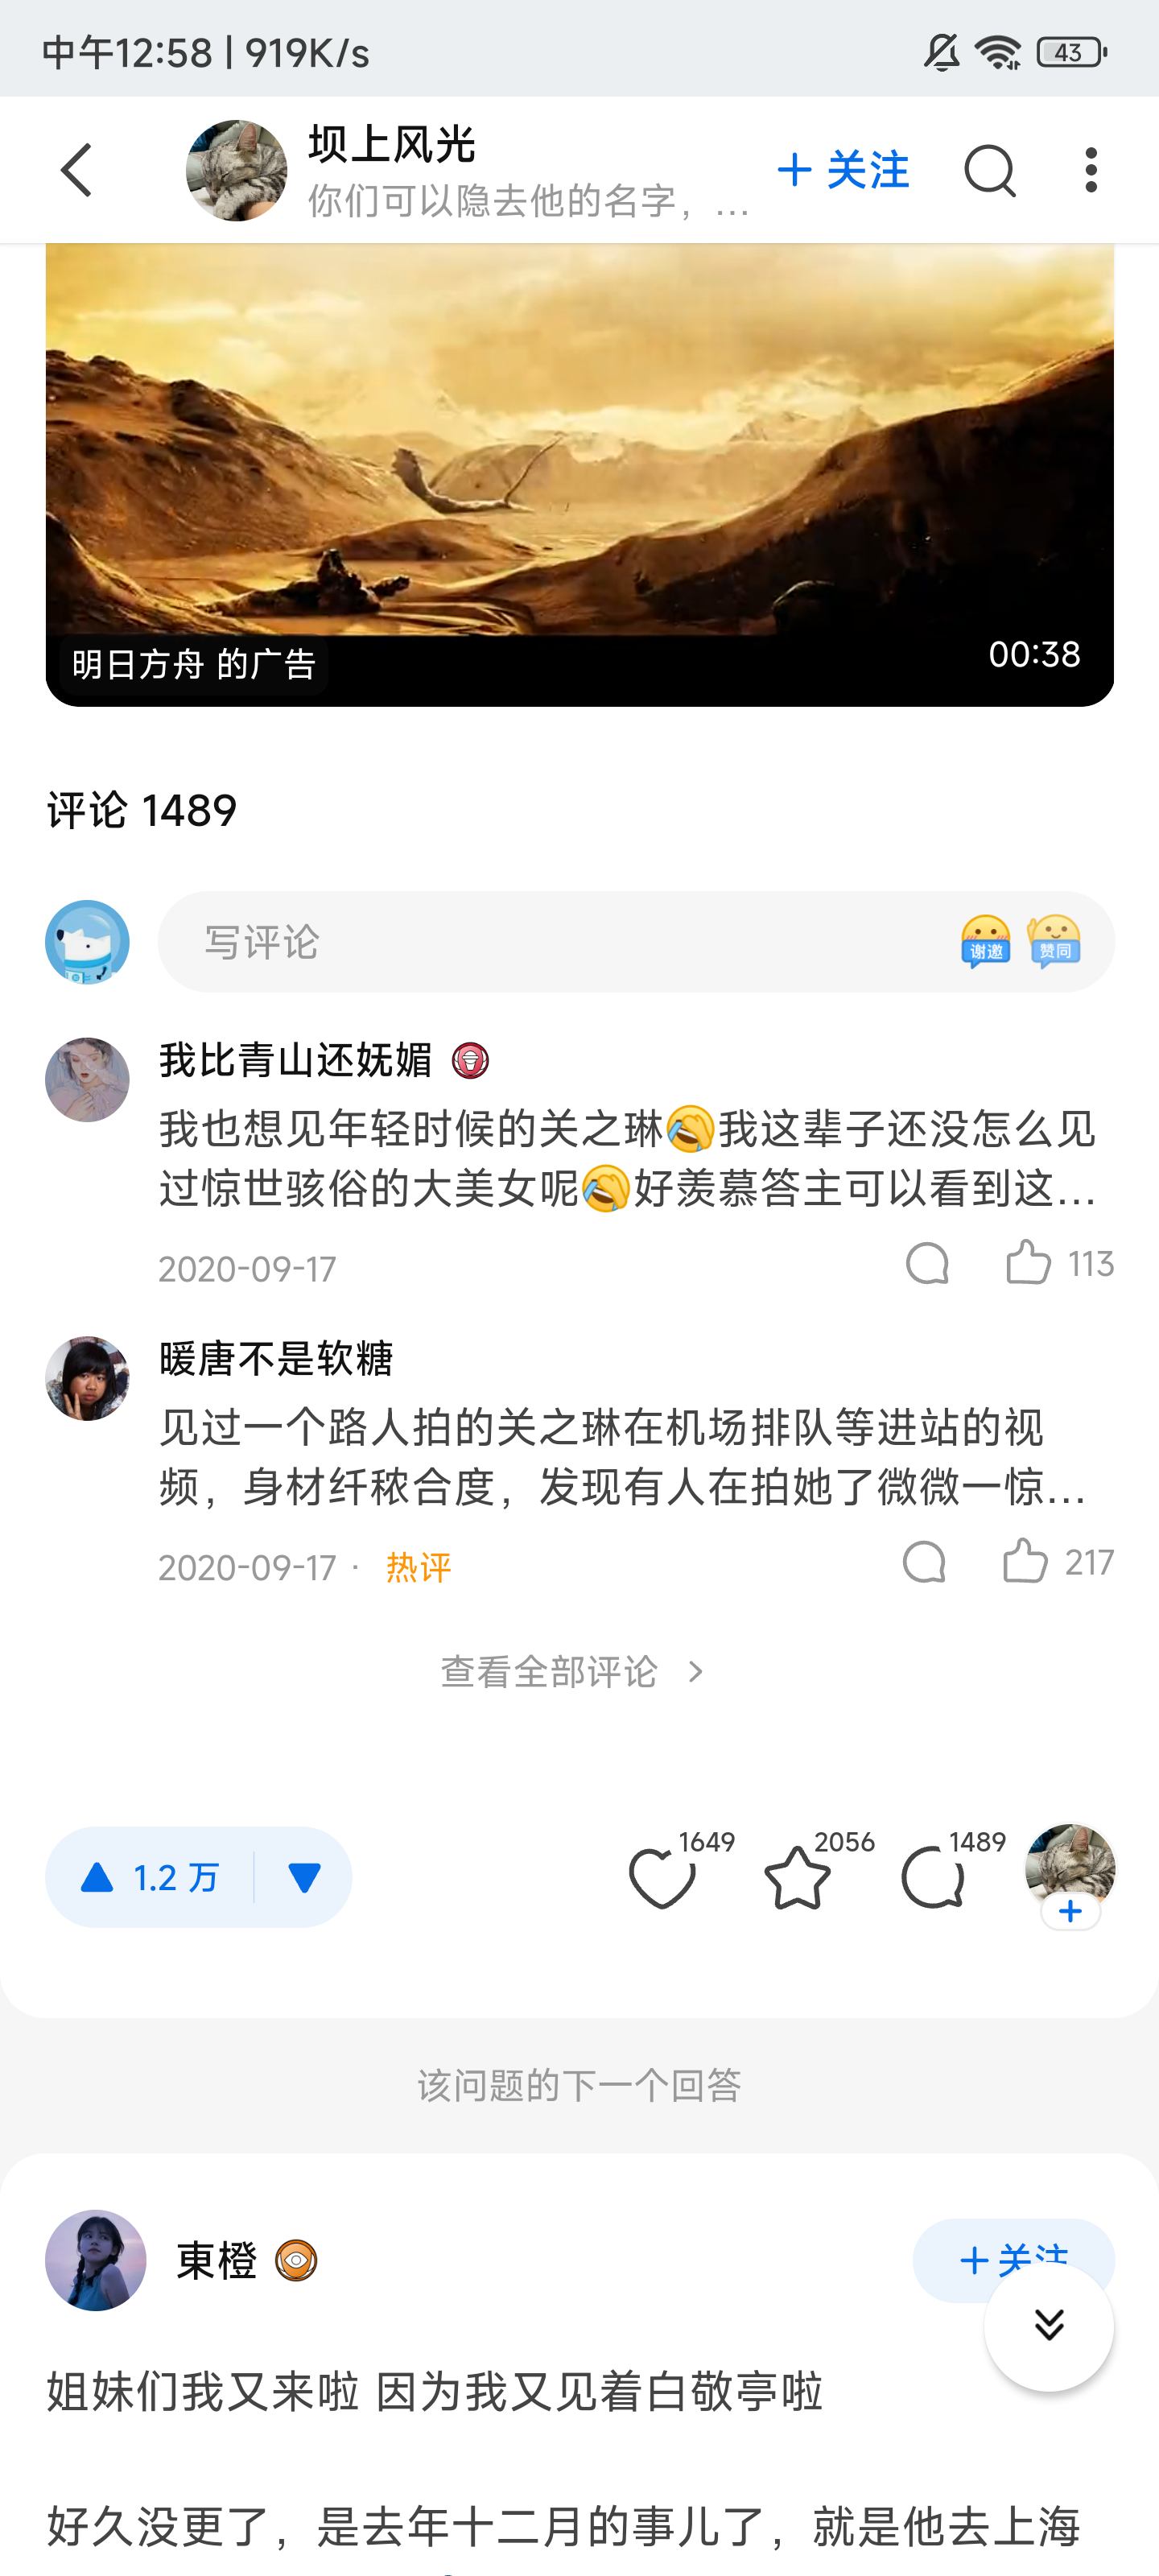 中午12:58 | 919K/s
43
坝上风光
你们可以隐去他的名字，...
+ 关注
明日方舟 的广告
00:38
评论 1489
写评论
谢邀
赞同
我比青山还妩媚
我也想见年轻时候的关之琳🤣我这辈子还没怎么见
过惊世骇俗的大美女呢🤣好羡慕答主可以看到这...
2020-09-17
113
暖唐不是软糖
见过一个路人拍的关之琳在机场排队等进站的视
频，身材纤秾合度，发现有人在拍她了微微一惊...
2020-09-17 · 热评
217
查看全部评论 >
1.2 万
1649
2056
1489
该问题的下一个回答
東橙
+ 关注
姐妹们我又来啦 因为我又见着白敬亭啦
好久没更了，是去年十二月的事儿了，就是他去上海